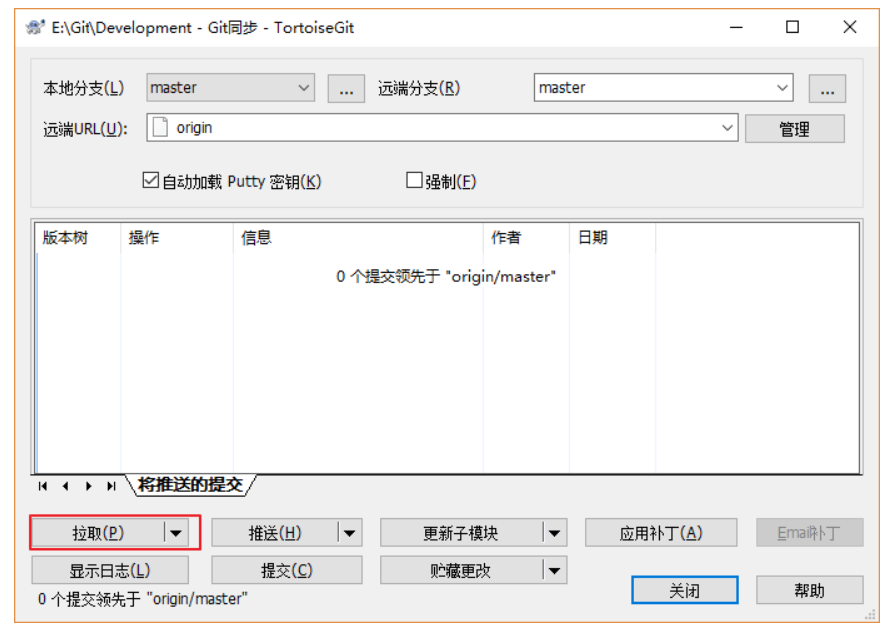 E:\Git\Development - Git同步 - TortoiseGit
本地分支(L) master ... 远端分支(R) master ...
远端URL(U): origin 管理
自动加载 Putty 密钥(K) 强制(F)
版本树 操作 信息 作者 日期
0 个提交领先于 "origin/master"
将推送的提交
拉取(P) 推送(H) 更新子模块 应用补丁(A) Email补丁
显示日志(L) 提交(C) 贮藏更改
0 个提交领先于 "origin/master" 关闭 帮助